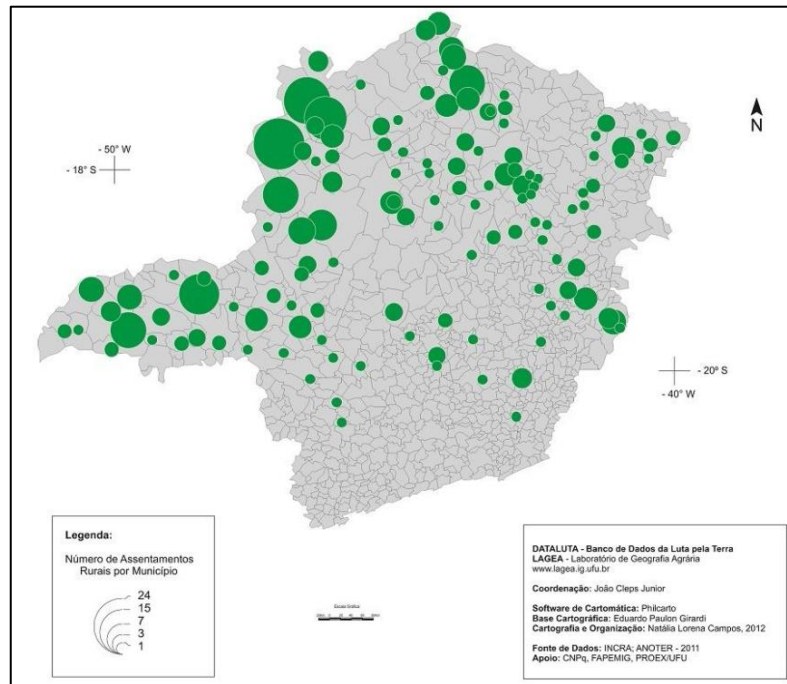 N
- 50° W
- 18° S
- 20° S
- 40° W
Legenda:
Número de Assentamentos
Rurais por Município
24
15
7
3
1
Escala Gráfica
DATALUTA - Banco de Dados da Luta pela Terra
LAGEA - Laboratório de Geografia Agrária
www.lagea.ig.ufu.br
Coordenação: João Cleps Junior
Software de Cartomática: Philcarto
Base Cartográfica: Eduardo Paulon Girardi
Cartografia e Organização: Natália Lorena Campos, 2012
Fonte de Dados: INCRA; ANOTER - 2011
Apoio: CNPq, FAPEMIG, PROEX/UFU